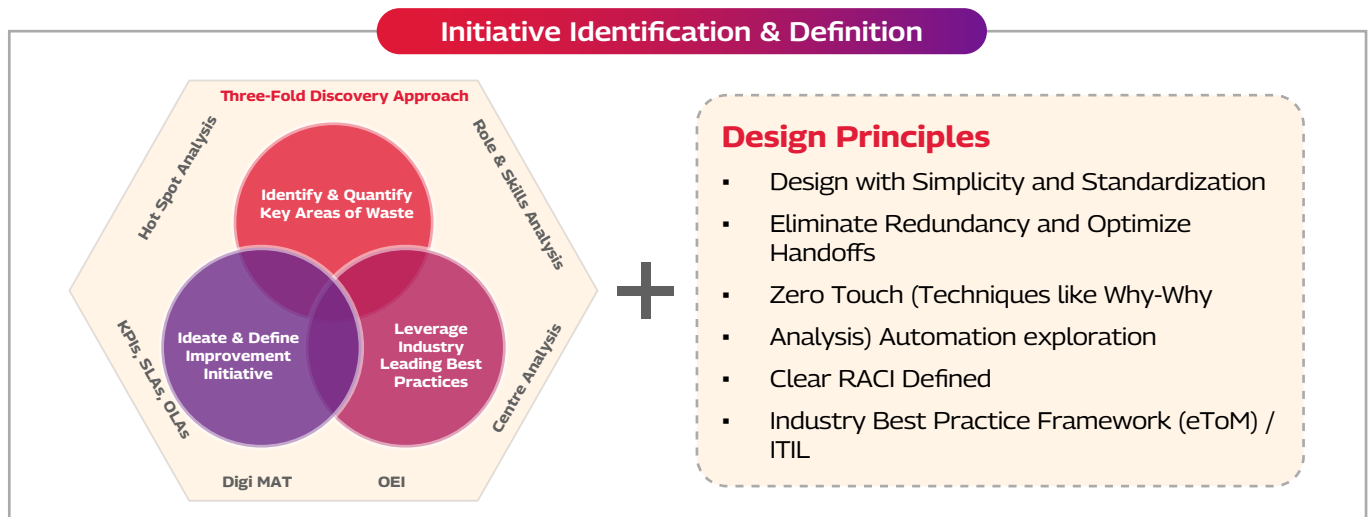 Initiative Identification & Definition
Three-Fold Discovery Approach
Hot Spot Analysis
Role & Skills Analysis
Identify & Quantify
Key Areas of Waste
Ideate & Define
Improvement
Initiative
Leverage
Industry
Leading Best
Practices
KPIs, SLAs, OLAs
Centre Analysis
Digi MAT
OEI
+
Design Principles
▪ Design with Simplicity and Standardization
▪ Eliminate Redundancy and Optimize
Handoffs
▪ Zero Touch (Techniques like Why-Why
▪ Analysis) Automation exploration
▪ Clear RACI Defined
▪ Industry Best Practice Framework (eToM) /
ITIL